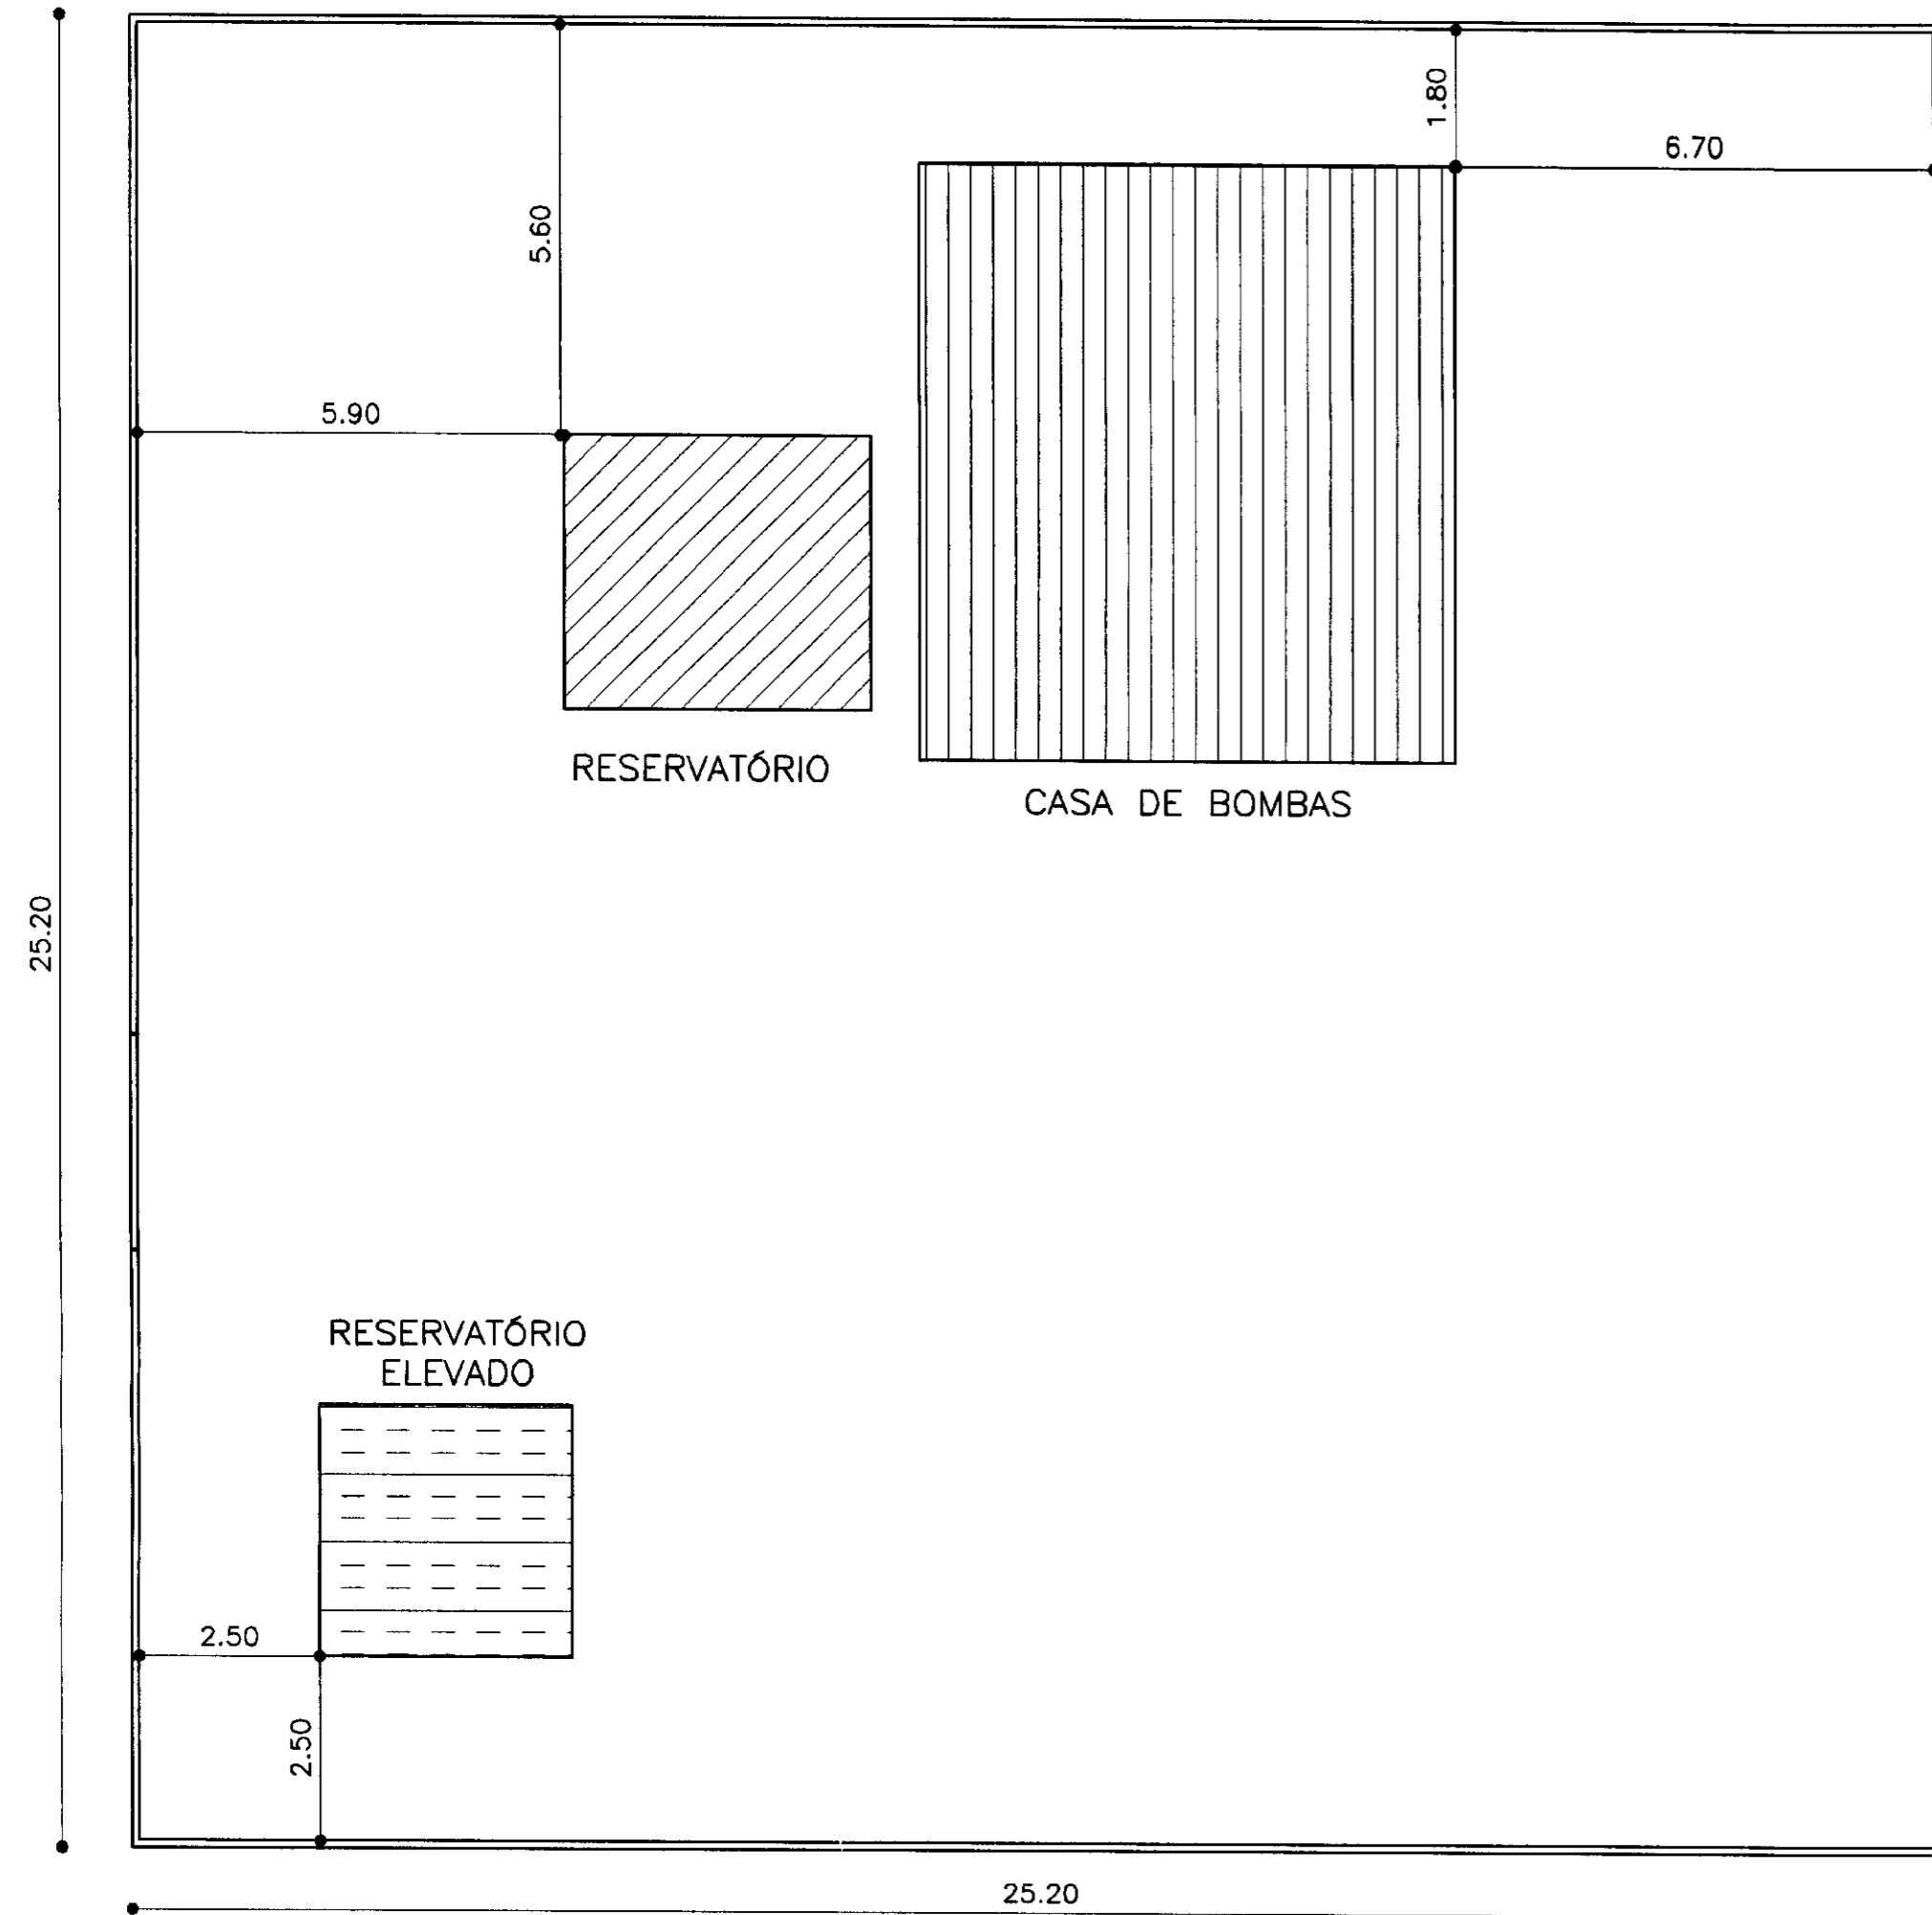 1.80
6.70
5.60
5.90
RESERVATÓRIO
CASA DE BOMBAS
25.20
RESERVATÓRIO
ELEVADO
2.50
2.50
25.20